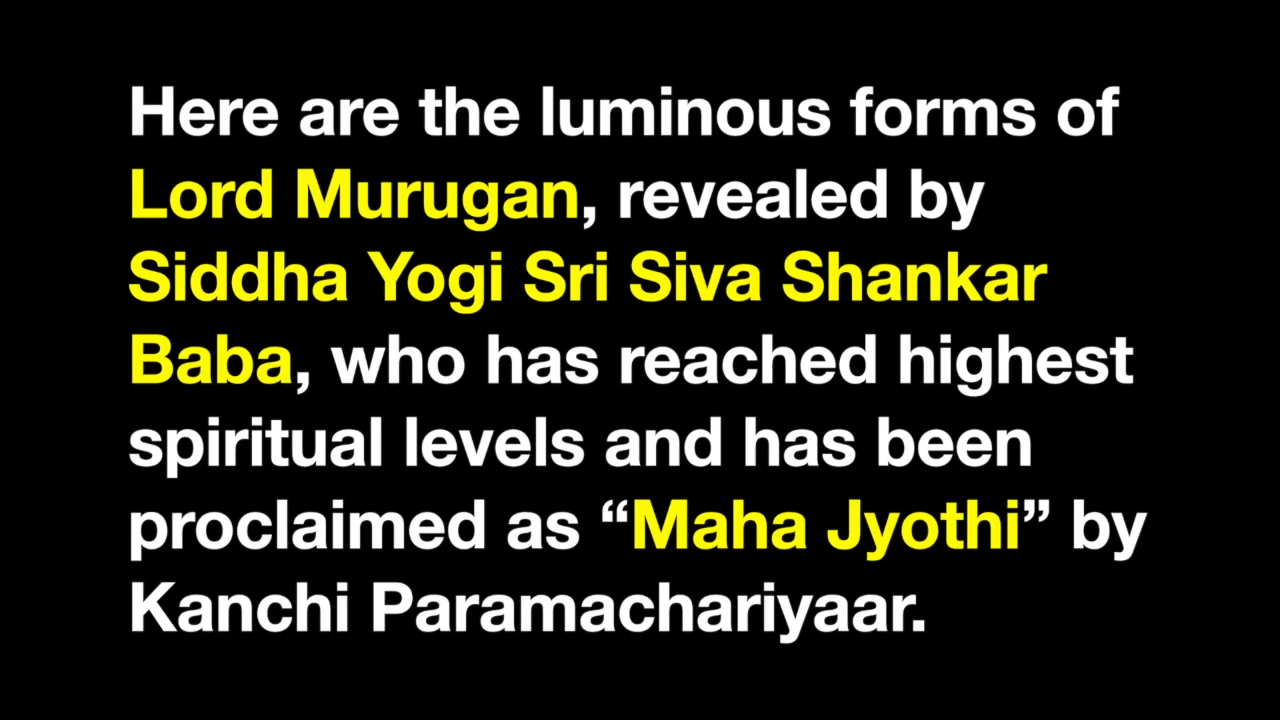 Here are the luminous forms of
Lord Murugan, revealed by
Siddha Yogi Sri Siva Shankar
Baba, who has reached highest
spiritual levels and has been
proclaimed as “Maha Jyothi” by
Kanchi Paramachariyaar.